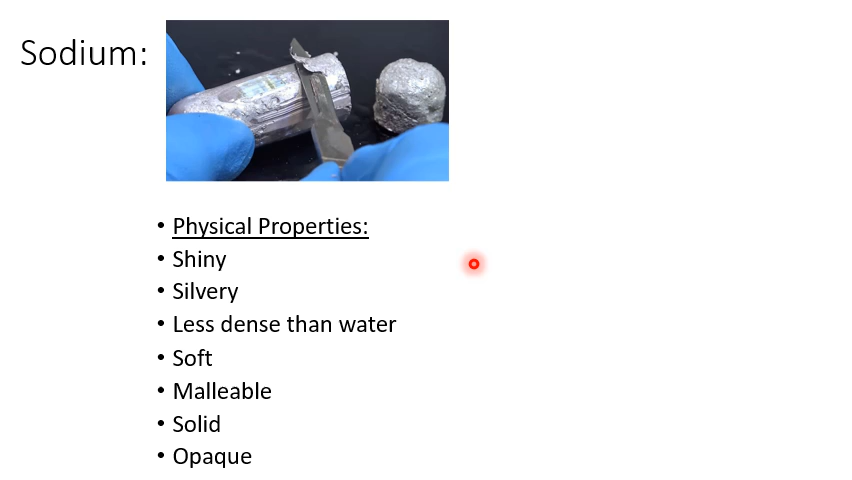 Sodium:
• Physical Properties:
• Shiny
• Silvery
• Less dense than water
• Soft
• Malleable
• Solid
• Opaque